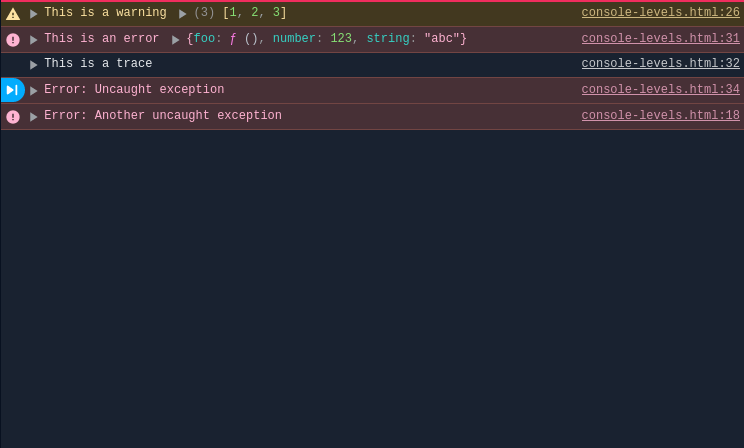 This is a warning (3) [1, 2, 3] console-levels.html:26
This is an error {foo: ƒ (), number: 123, string: "abc"} console-levels.html:31
This is a trace console-levels.html:32
Error: Uncaught exception console-levels.html:34
Error: Another uncaught exception console-levels.html:18